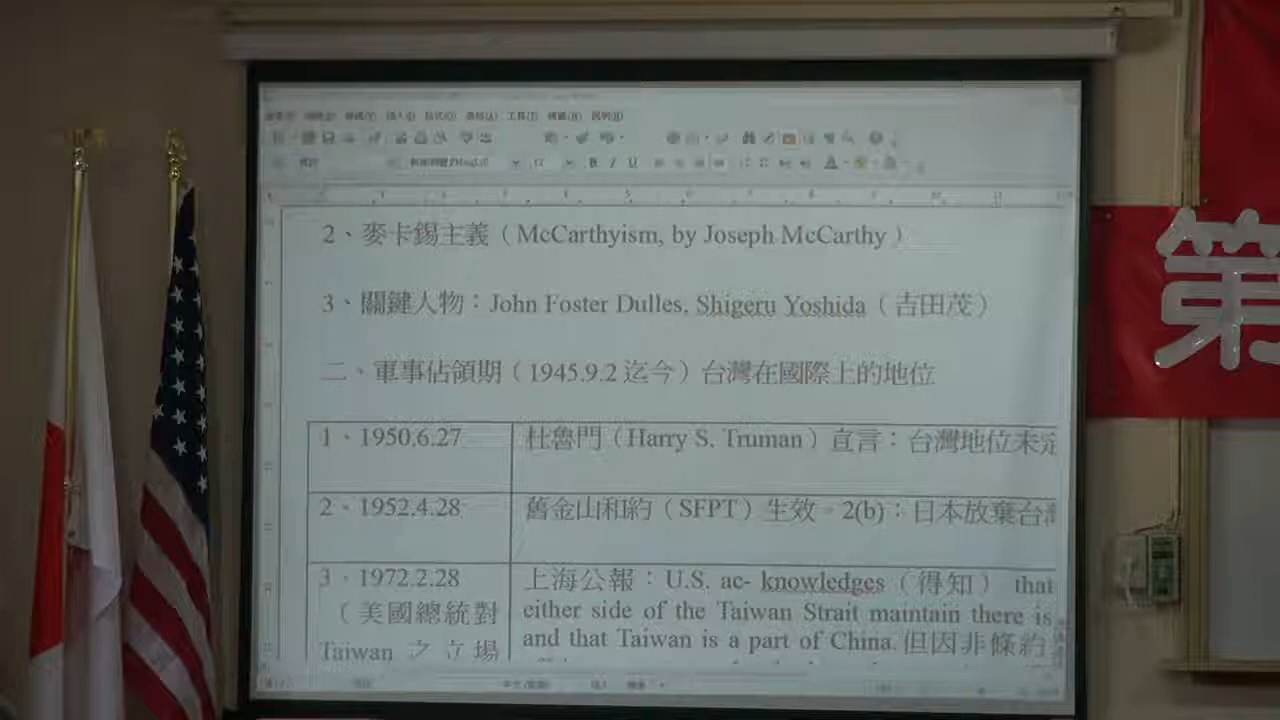 工具(T)
12
B I U
2、麥卡錫主義（McCarthyism, by Joseph McCarthy）
3、關鍵人物：John Foster Dulles, Shigeru Yoshida（吉田茂）
二、軍事佔領期（1945.9.2 迄今）台灣在國際上的地位
1、1950.6.27
杜魯門（Harry S. Truman）宣言：台灣地位未定
2、1952.4.28
舊金山和約（SFPT）生效。2(b)：日本放棄台灣
3、1972.2.28
（美國總統對
Taiwan 之立場
上海公報：U.S. ac- knowledges（得知） that
either side of the Taiwan Strait maintain there is
and that Taiwan is a part of China. 但因非條約
第